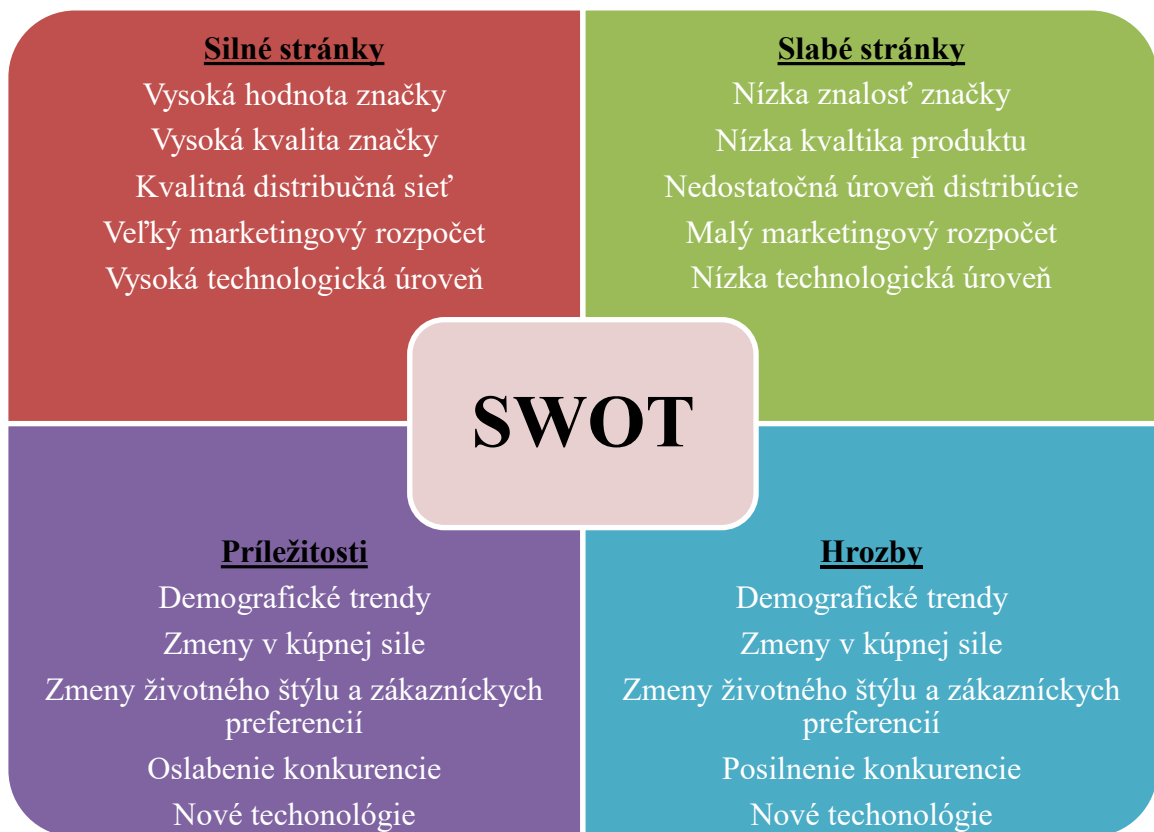 Silné stránky
Vysoká hodnota značky
Vysoká kvalita značky
Kvalitná distribučná sieť
Veľký marketingový rozpočet
Vysoká technologická úroveň
Slabé stránky
Nízka znalosť značky
Nízka kvaltika produktu
Nedostatočná úroveň distribúcie
Malý marketingový rozpočet
Nízka technologická úroveň
SWOT
Príležitosti
Demografické trendy
Zmeny v kúpnej sile
Zmeny životného štýlu a zákazníckych
preferencií
Oslabenie konkurencie
Nové techonológie
Hrozby
Demografické trendy
Zmeny v kúpnej sile
Zmeny životného štýlu a zákazníckych
preferencií
Posilnenie konkurencie
Nové techonológie